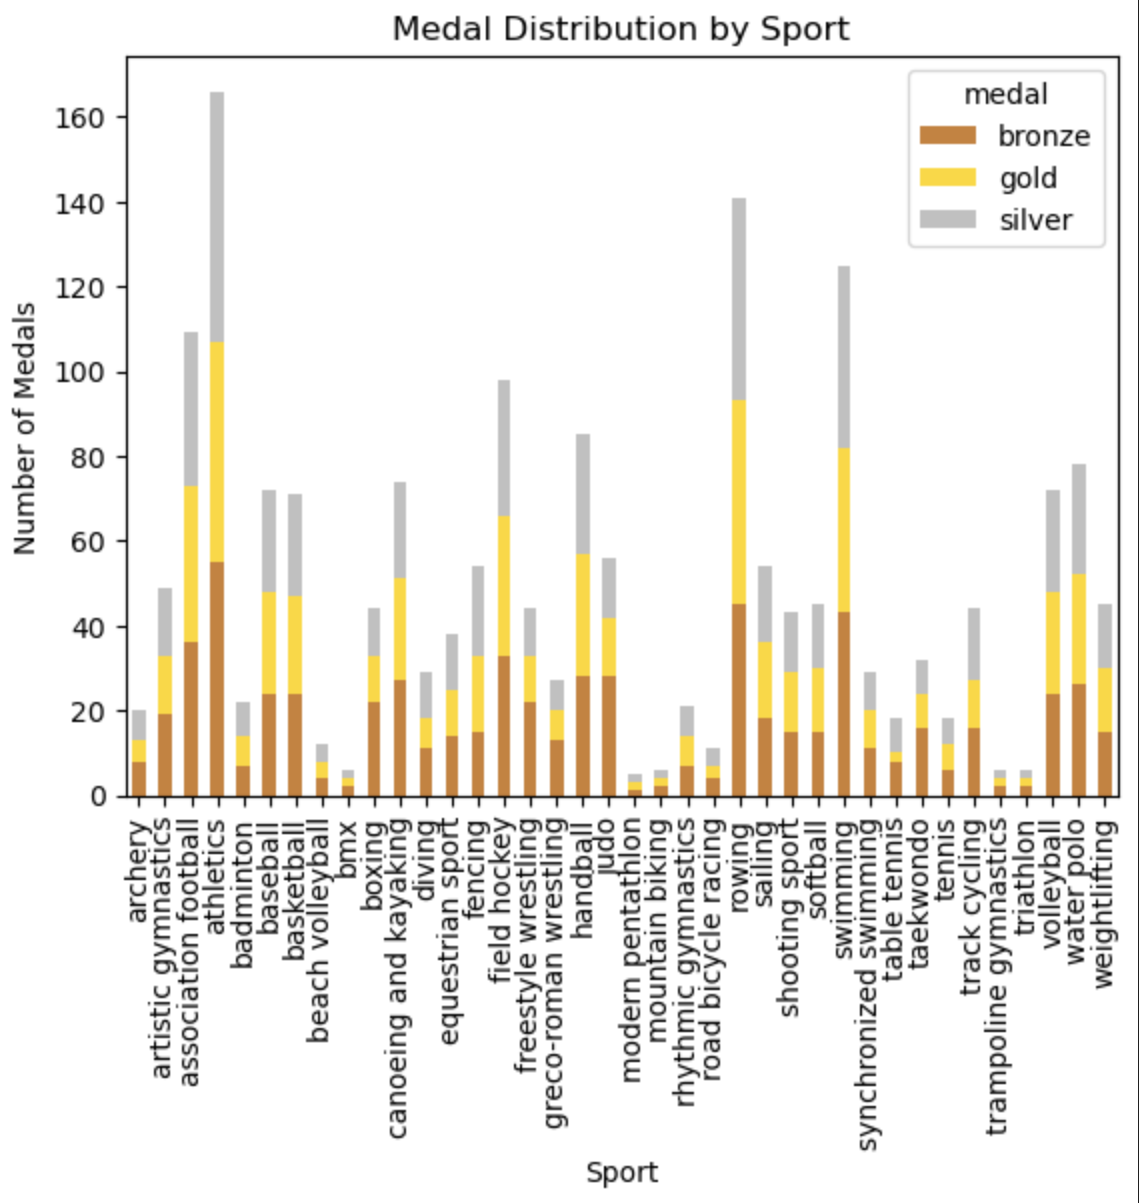 Medal Distribution by Sport
medal
bronze
gold
silver
Number of Medals
160
140
120
100
80
60
40
20
0
archery
artistic gymnastics
association football
athletics
badminton
baseball
basketball
beach volleyball
bmx
boxing
canoeing and kayaking
diving
equestrian sport
fencing
field hockey
freestyle wrestling
greco-roman wrestling
handball
judo
modern pentathlon
mountain biking
rhythmic gymnastics
road bicycle racing
rowing
sailing
shooting sport
softball
swimming
synchronized swimming
table tennis
taekwondo
tennis
track cycling
trampoline gymnastics
triathlon
volleyball
water polo
weightlifting
Sport